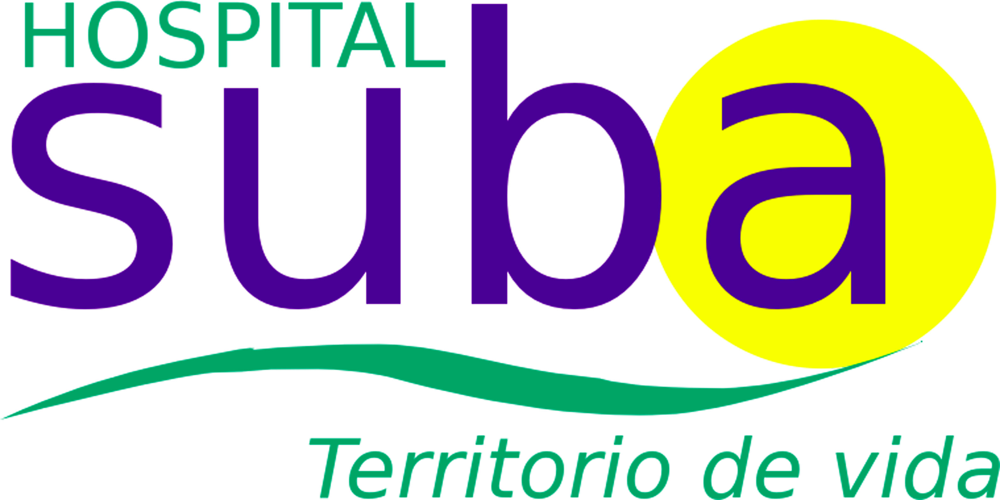 HOSPITAL
suba
Territorio de vida